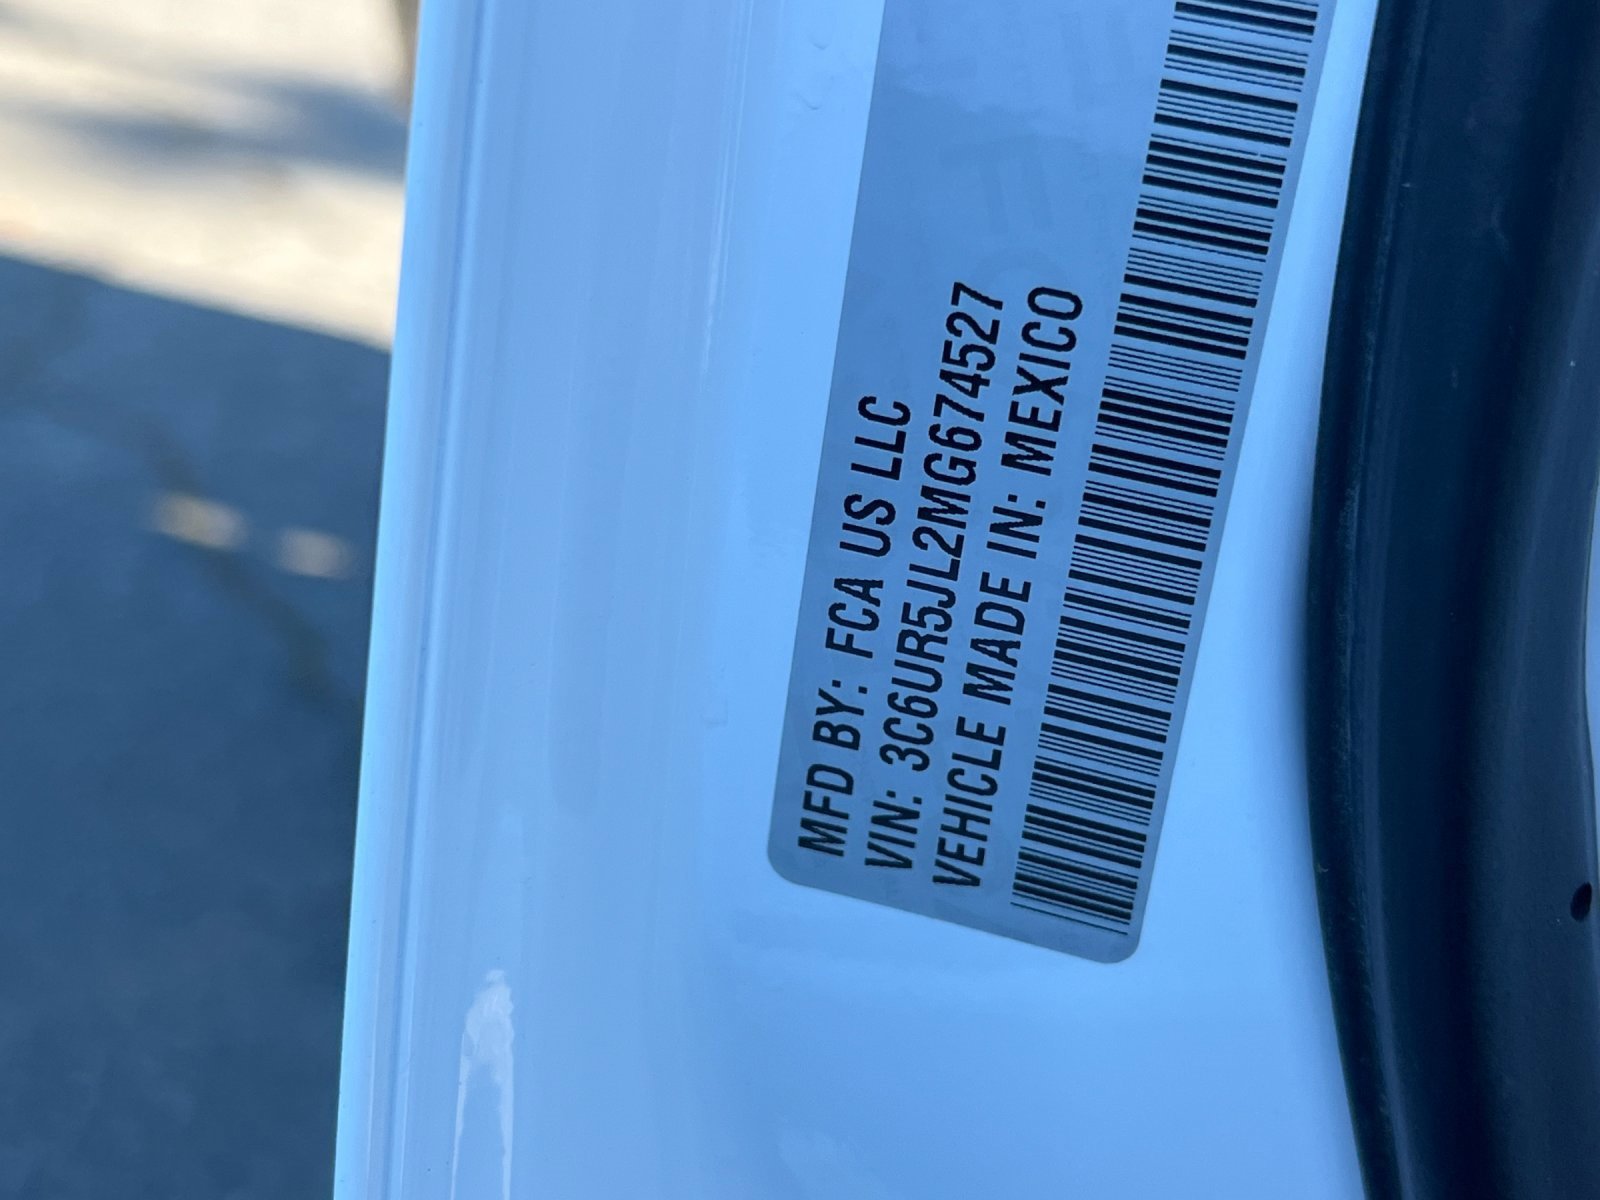 MFD BY: FCA US LLC
VIN: 3C6UR5JL2MG674527
VEHICLE MADE IN: MEXICO